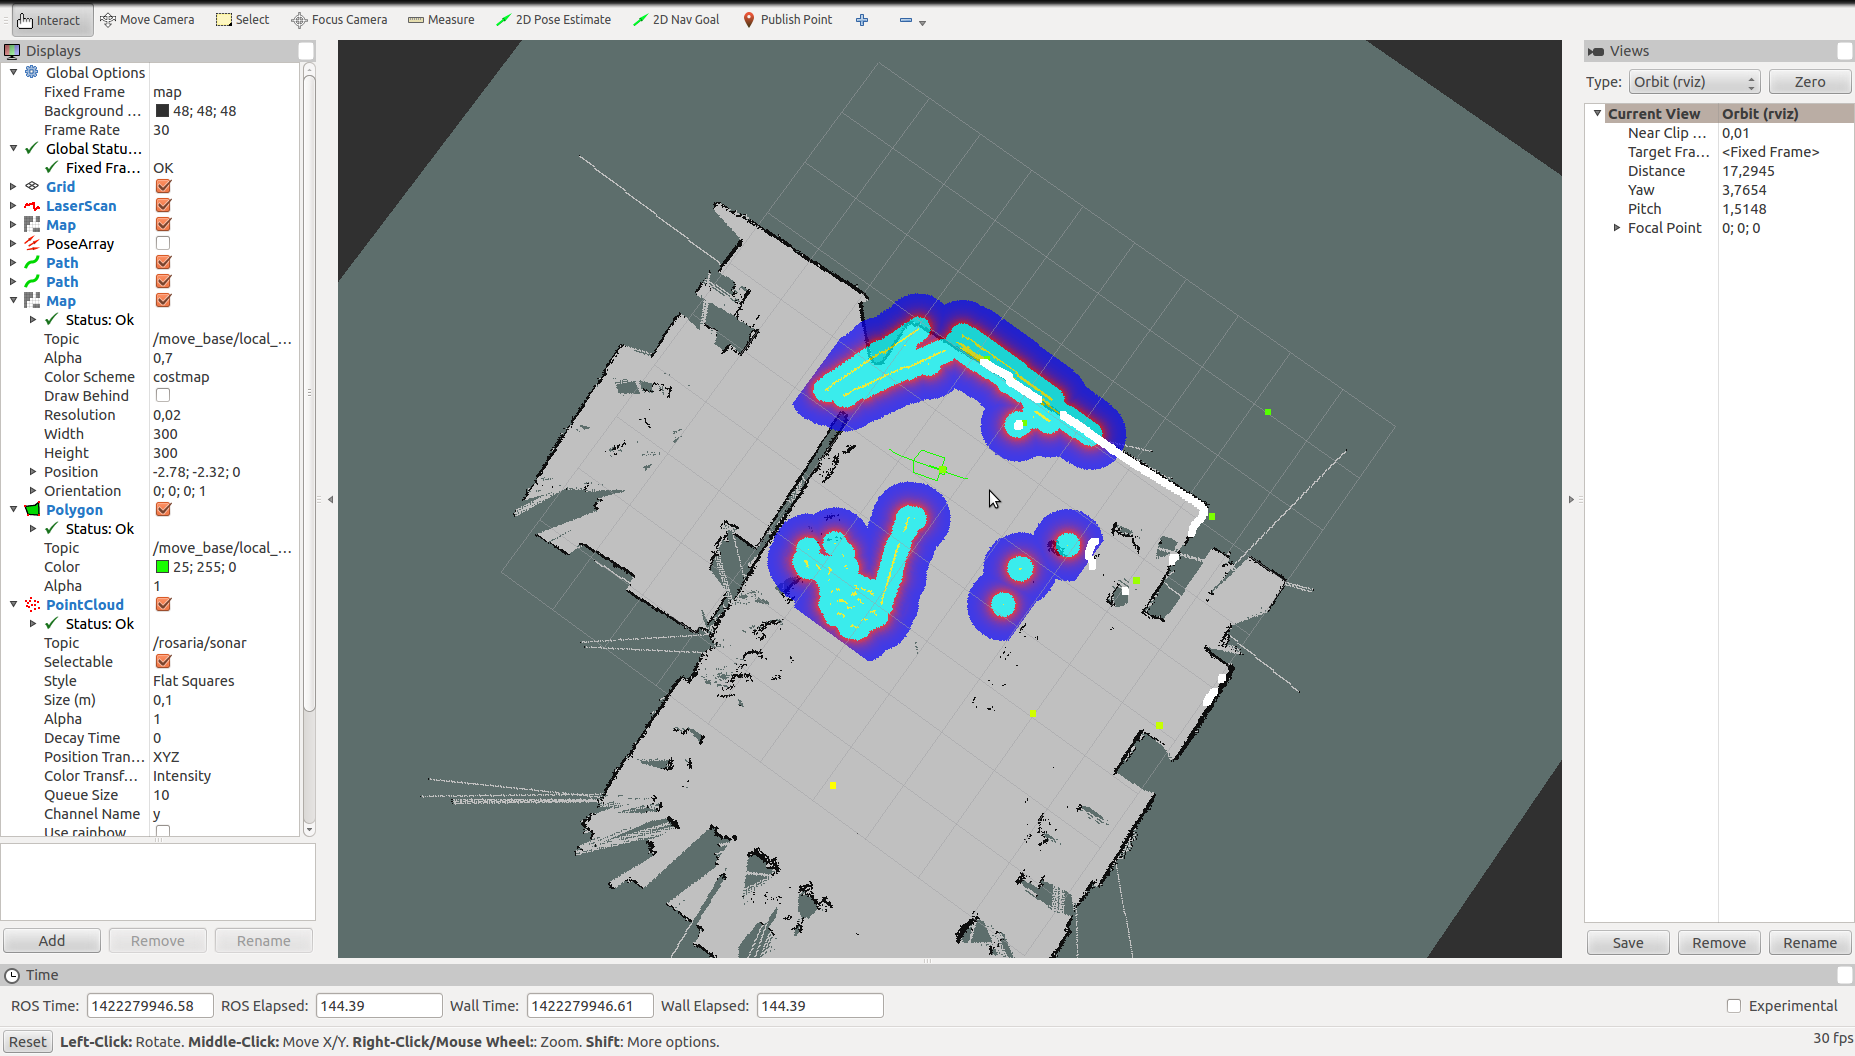 Interact Move Camera Select Focus Camera Measure 2D Pose Estimate 2D Nav Goal Publish Point
Displays
Global Options
Fixed Frame map
Background ... 48; 48; 48
Frame Rate 30
Global Statu...
Fixed Fra... OK
Grid
LaserScan
Map
PoseArray
Path
Path
Map
Status: Ok
Topic /move_base/local_...
Alpha 0,7
Color Scheme costmap
Draw Behind
Resolution 0,02
Width 300
Height 300
Position -2.78; -2.32; 0
Orientation 0; 0; 0; 1
Polygon
Status: Ok
Topic /move_base/local_...
Color 25; 255; 0
Alpha 1
PointCloud
Status: Ok
Topic /rosaria/sonar
Selectable
Style Flat Squares
Size (m) 0,1
Alpha 1
Decay Time 0
Position Tran... XYZ
Color Transf... Intensity
Queue Size 10
Channel Name y
Use rainbow
Add Remove Rename
Views
Type: Orbit (rviz) Zero
Current View Orbit (rviz)
Near Clip ... 0,01
Target Fra... <Fixed Frame>
Distance 17,2945
Yaw 3,7654
Pitch 1,5148
Focal Point 0; 0; 0
Save Remove Rename
Time
ROS Time: 1422279946.58 ROS Elapsed: 144.39 Wall Time: 1422279946.61 Wall Elapsed: 144.39 Experimental
Reset Left-Click: Rotate. Middle-Click: Move X/Y. Right-Click/Mouse Wheel:: Zoom. Shift: More options. 30 fps